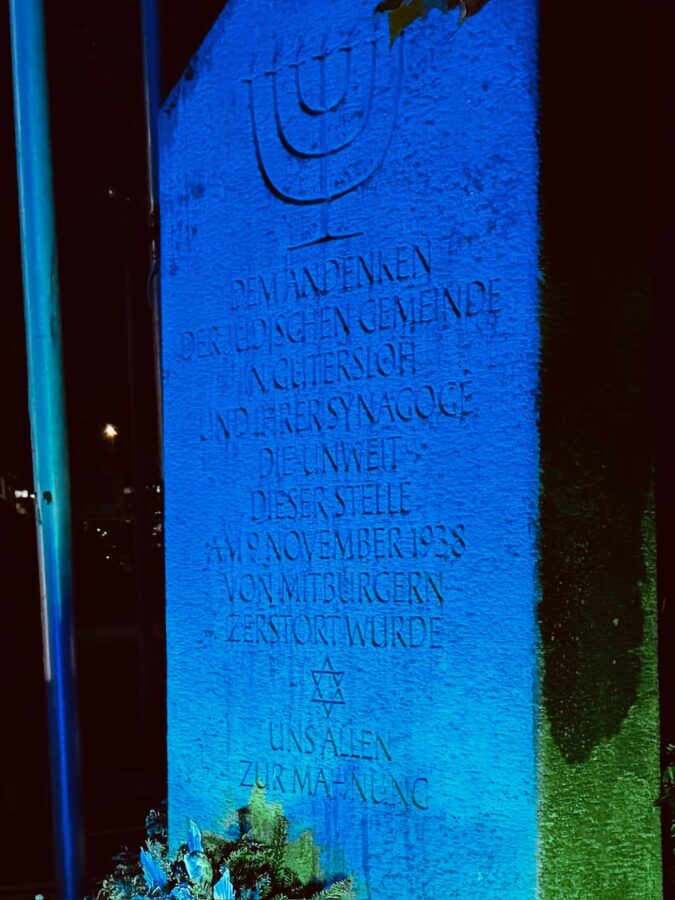 DEM ANDENKEN
DER JÜDISCHEN GEMEINDE
IN GÜTERSLOH
UND IHRER SYNAGOGE
DIE UNWEIT
DIESER STELLE
AM 9. NOVEMBER 1938
VON MITBÜRGERN
ZERSTÖRT WURDE
UNS ALLEN
ZUR MAHNUNG